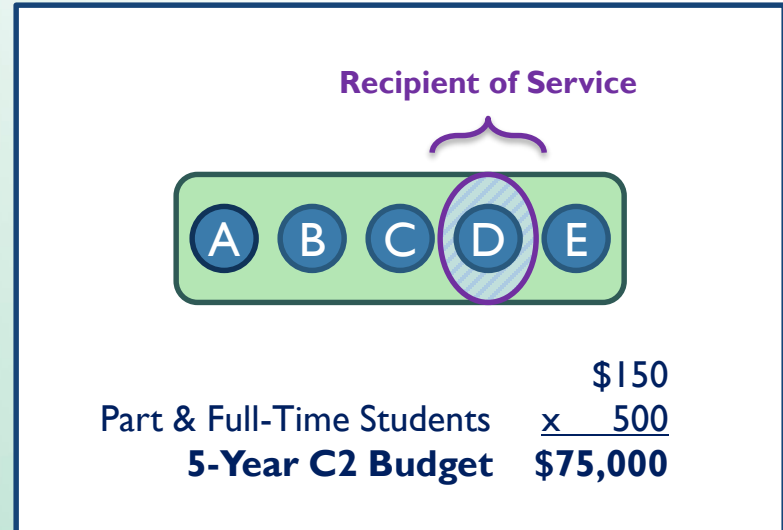 Recipient of Service
A B C D E
$150
Part & Full-Time Students x 500
5-Year C2 Budget $75,000